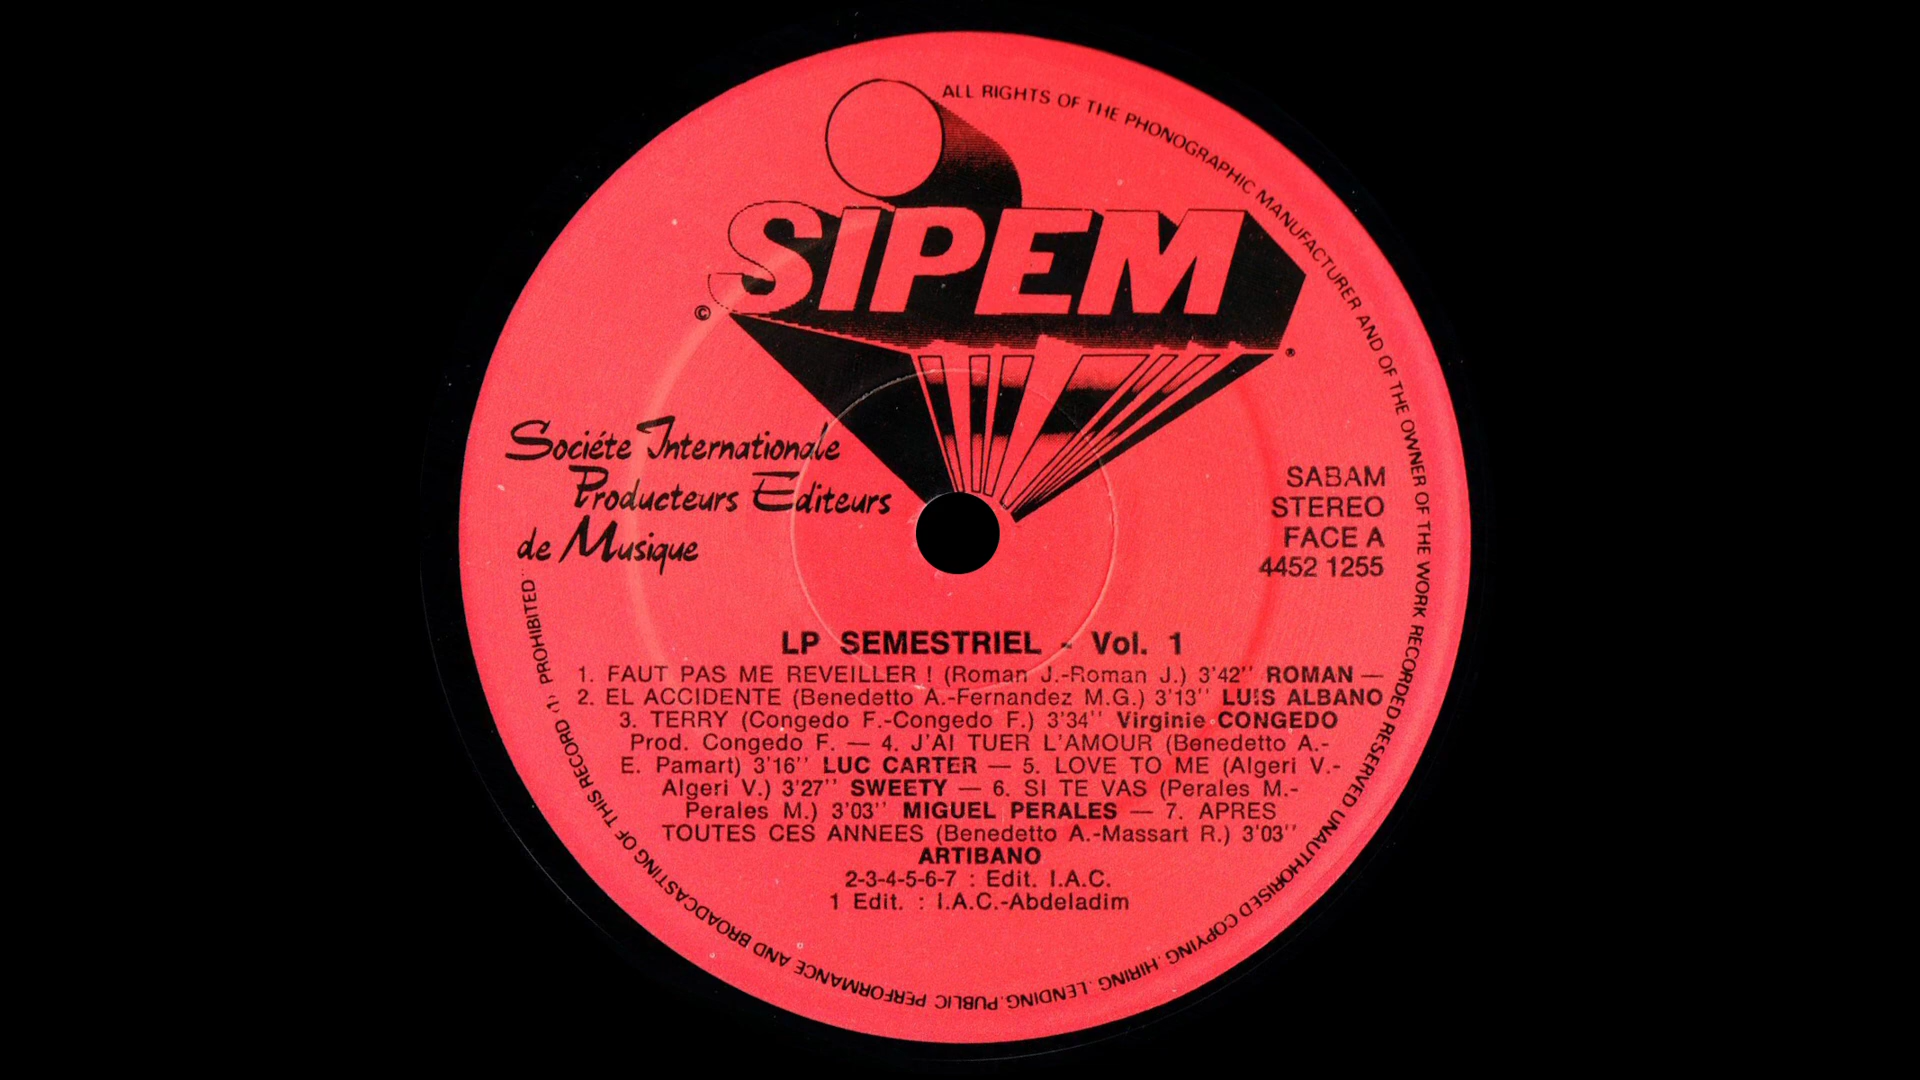 ALL RIGHTS OF THE PHONOGRAPHIC MANUFACTURER AND OF THE OWNER OF THE WORK RECORDED RESERVED UNAUTHORISED COPYING . HIRING . LENDING . PUBLIC PERFORMANCE AND BROADCASTING OF THIS RECORD (1) PROHIBITED
SIPEM
©
®
Sociéte Internationale
Producteurs Editeurs
de Musique
SABAM
STEREO
FACE A
4452 1255
LP SEMESTRIEL - Vol. 1
1. FAUT PAS ME REVEILLER ! (Roman J.-Roman J.) 3'42'' ROMAN —
2. EL ACCIDENTE (Benedetto A.-Fernandez M.G.) 3'13'' LUIS ALBANO
3. TERRY (Congedo F.-Congedo F.) 3'34'' Virginie CONGEDO
Prod. Congedo F. — 4. J'AI TUER L'AMOUR (Benedetto A.-
E. Pamart) 3'16'' LUC CARTER — 5. LOVE TO ME (Algeri V.-
Algeri V.) 3'27'' SWEETY — 6. SI TE VAS (Perales M.-
Perales M.) 3'03'' MIGUEL PERALES — 7. APRES
TOUTES CES ANNEES (Benedetto A.-Massart R.) 3'03''
ARTIBANO
2-3-4-5-6-7 : Edit. I.A.C.
1 Edit. : I.A.C.-Abdeladim